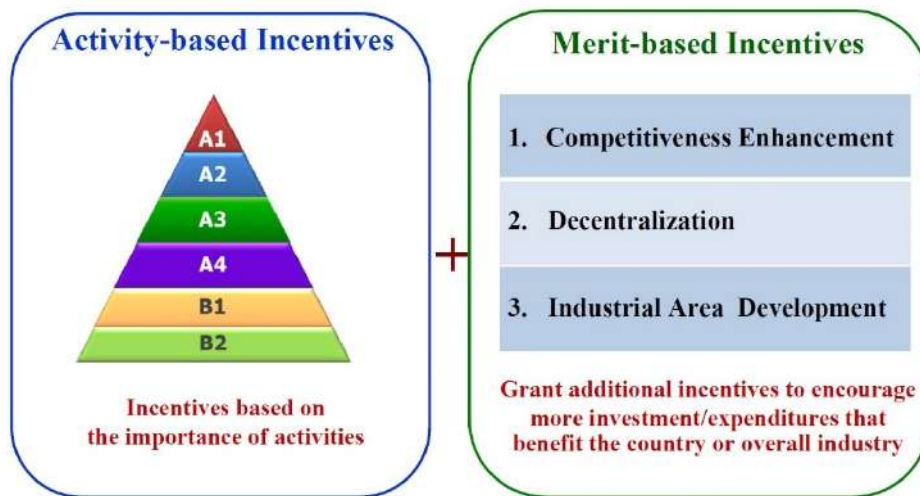 Activity-based Incentives
A1
A2
A3
A4
B1
B2
Incentives based on
the importance of activities
+
Merit-based Incentives
1. Competitiveness Enhancement
2. Decentralization
3. Industrial Area Development
Grant additional incentives to encourage
more investment/expenditures that
benefit the country or overall industry